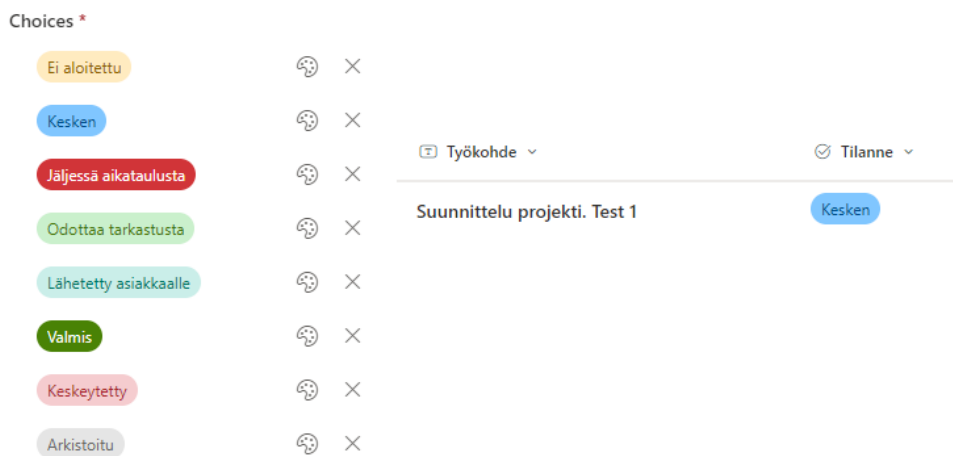 Choices *
Ei aloitettu
Kesken
Jäljessä aikataulusta
Odottaa tarkastusta
Lähetetty asiakkaalle
Valmis
Keskeytetty
Arkistoitu
Työkohde
Tilanne
Suunnittelu projekti. Test 1
Kesken